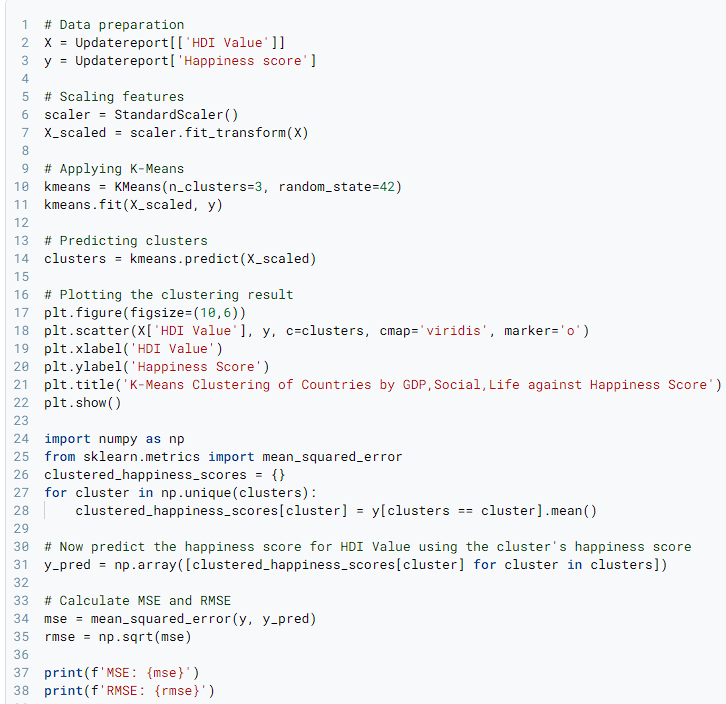 1 # Data preparation
2 X = Updatereport[['HDI Value']]
3 y = Updatereport['Happiness score']
4
5 # Scaling features
6 scaler = StandardScaler()
7 X_scaled = scaler.fit_transform(X)
8
9 # Applying K-Means
10 kmeans = KMeans(n_clusters=3, random_state=42)
11 kmeans.fit(X_scaled, y)
12
13 # Predicting clusters
14 clusters = kmeans.predict(X_scaled)
15
16 # Plotting the clustering result
17 plt.figure(figsize=(10,6))
18 plt.scatter(X['HDI Value'], y, c=clusters, cmap='viridis', marker='o')
19 plt.xlabel('HDI Value')
20 plt.ylabel('Happiness Score')
21 plt.title('K-Means Clustering of Countries by GDP,Social,Life against Happiness Score')
22 plt.show()
23
24 import numpy as np
25 from sklearn.metrics import mean_squared_error
26 clustered_happiness_scores = {}
27 for cluster in np.unique(clusters):
28     clustered_happiness_scores[cluster] = y[clusters == cluster].mean()
29
30 # Now predict the happiness score for HDI Value using the cluster's happiness score
31 y_pred = np.array([clustered_happiness_scores[cluster] for cluster in clusters])
32
33 # Calculate MSE and RMSE
34 mse = mean_squared_error(y, y_pred)
35 rmse = np.sqrt(mse)
36
37 print(f'MSE: {mse}')
38 print(f'RMSE: {rmse}')